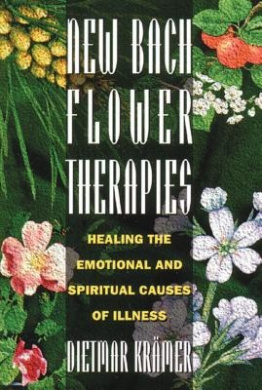 NEW BACH
FLOWER
THERAPIES
HEALING THE
EMOTIONAL AND
SPIRITUAL CAUSES
OF ILLNESS
DIETMAR KRÄMER